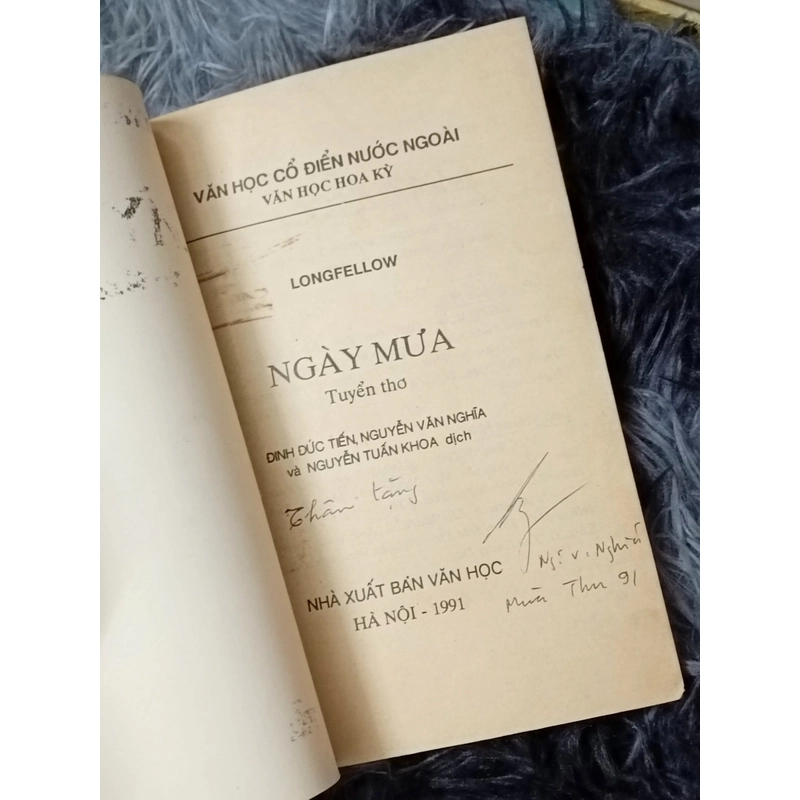 VĂN HỌC CỔ ĐIỂN NƯỚC NGOÀI
VĂN HỌC HOA KỲ
LONGFELLOW
NGÀY MƯA
Tuyển thơ
ĐINH ĐỨC TIẾN, NGUYỄN VĂN NGHĨA
và NGUYỄN TUẤN KHOA dịch
Thân tặng
Ng: v. Nghĩa
Mùa Thu 91
NHÀ XUẤT BẢN VĂN HỌC
HÀ NỘI - 1991